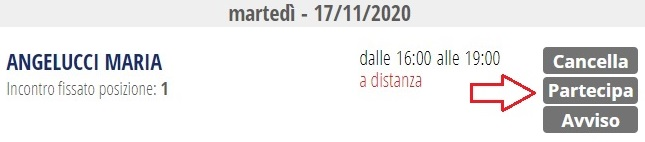 martedì - 17/11/2020
ANGELUCCI MARIA
Incontro fissato posizione: 1
dalle 16:00 alle 19:00
a distanza
Cancella
Partecipa
Avviso